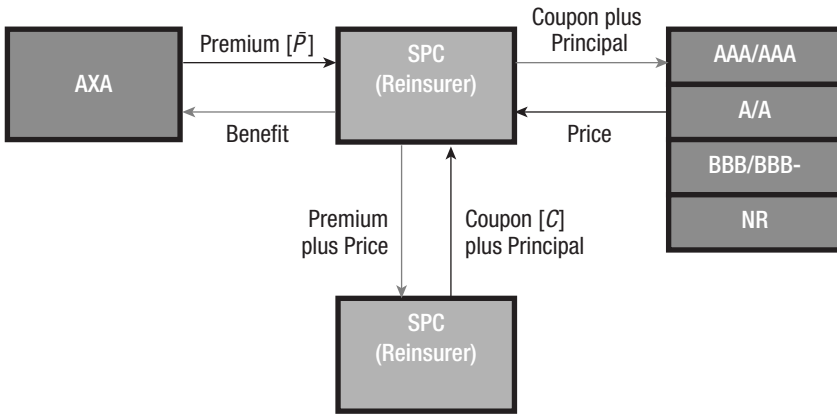 Premium [P̄]
AXA
Benefit
SPC
(Reinsurer)
Coupon plus
Principal
Price
AAA/AAA
A/A
BBB/BBB-
NR
Premium
plus Price
Coupon [C]
plus Principal
SPC
(Reinsurer)